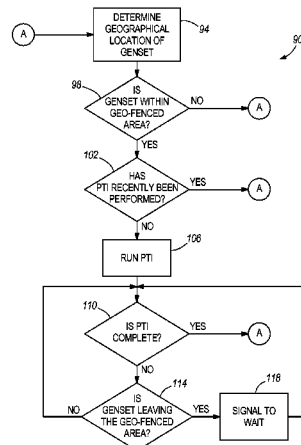 A
DETERMINE
GEOGRAPHICAL
LOCATION OF
GENSET
94
90
98
IS
GENSET WITHIN
GEO-FENCED
AREA?
NO
A
YES
102
HAS
PTI RECENTLY BEEN
PERFORMED?
YES
A
NO
RUN PTI
106
110
IS PTI
COMPLETE?
YES
A
NO
114
IS
GENSET LEAVING
THE GEO-FENCED
AREA?
NO
YES
118
SIGNAL TO
WAIT